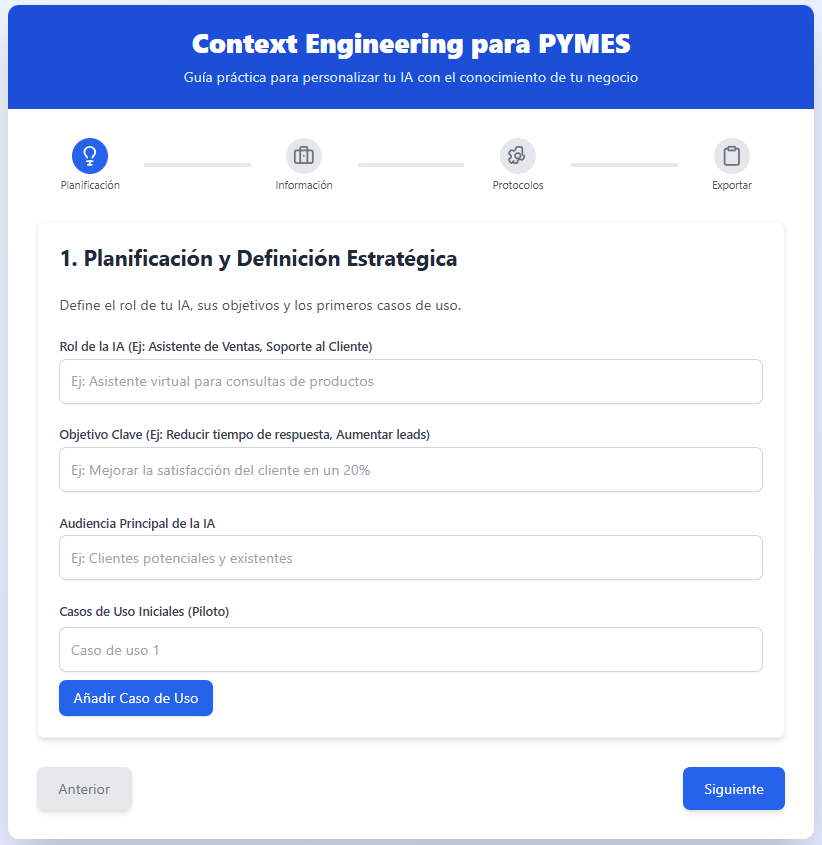 Context Engineering para PYMES
Guía práctica para personalizar tu IA con el conocimiento de tu negocio
Planificación
Información
Protocolos
Exportar
1. Planificación y Definición Estratégica
Define el rol de tu IA, sus objetivos y los primeros casos de uso.
Rol de la IA (Ej: Asistente de Ventas, Soporte al Cliente)
Ej: Asistente virtual para consultas de productos
Objetivo Clave (Ej: Reducir tiempo de respuesta, Aumentar leads)
Ej: Mejorar la satisfacción del cliente en un 20%
Audiencia Principal de la IA
Ej: Clientes potenciales y existentes
Casos de Uso Iniciales (Piloto)
Caso de uso 1
Añadir Caso de Uso
Anterior
Siguiente